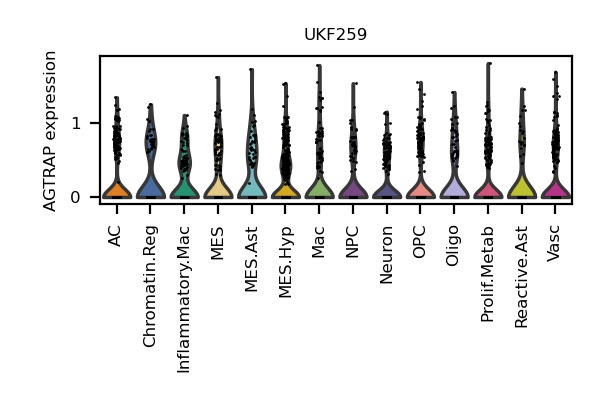 UKF259
AGTRAP expression
1
0
AC
Chromatin.Reg
Inflammatory.Mac
MES
MES.Ast
MES.Hyp
Mac
NPC
Neuron
OPC
Oligo
Prolif.Metab
Reactive.Ast
Vasc